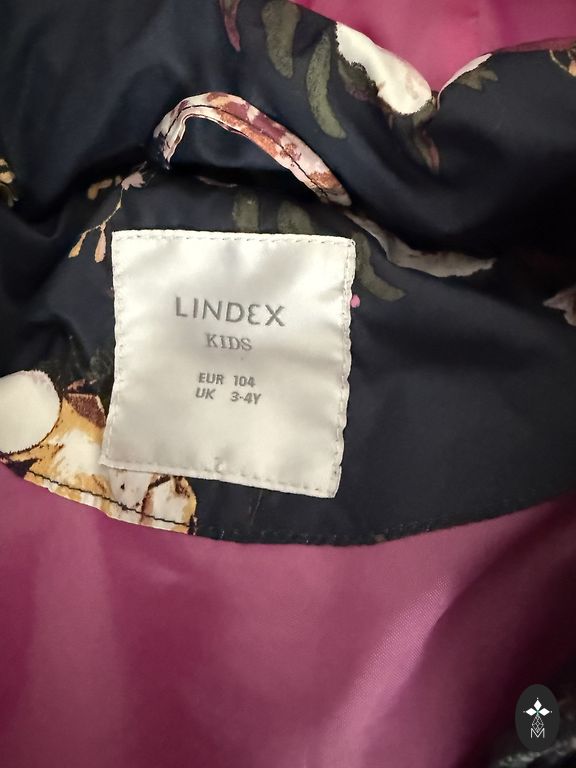 LINDEX
KIDS
EUR 104
UK 3-4Y
M